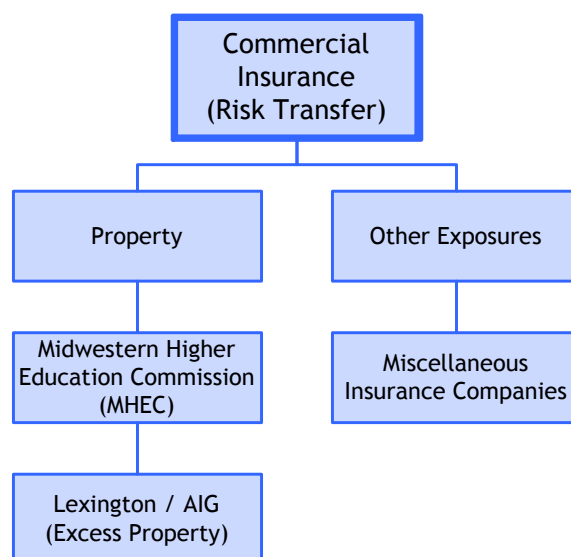 Commercial
Insurance
(Risk Transfer)
Property
Other Exposures
Midwestern Higher
Education Commission
(MHEC)
Miscellaneous
Insurance Companies
Lexington / AIG
(Excess Property)